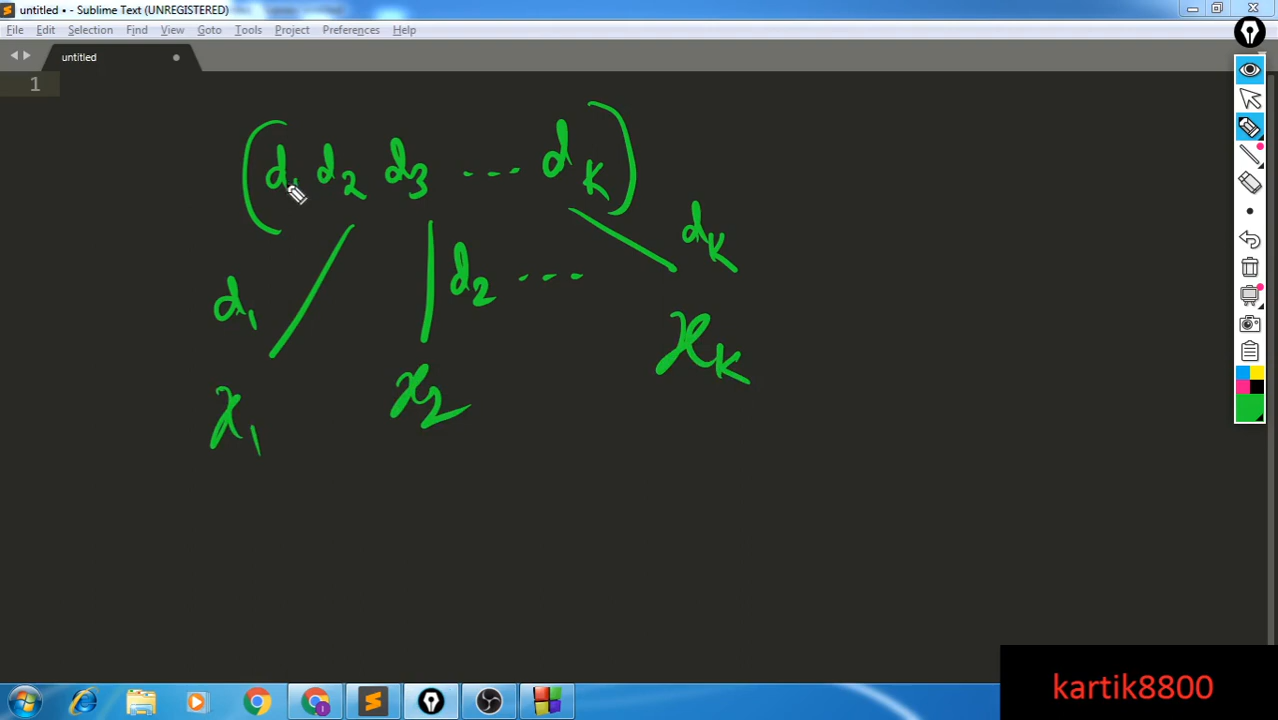 untitled • - Sublime Text (UNREGISTERED)
File Edit Selection Find View Goto Tools Project Preferences Help
untitled
1
(d1 d2 d3 ... dk)
dk
d1 d2 ...
xk
x1 x2
kartik8800